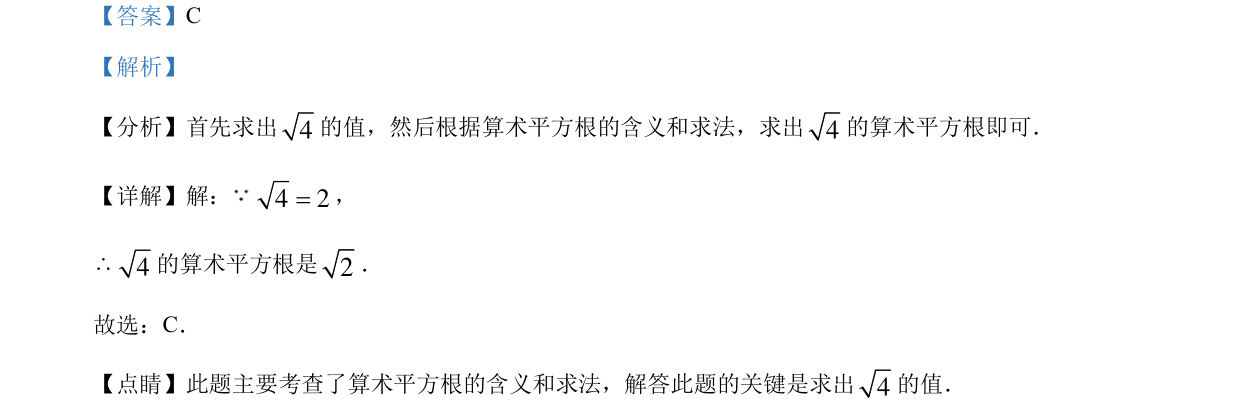 【答案】C
【解析】
【分析】首先求出√4的值，然后根据算术平方根的含义和求法，求出√4的算术平方根即可．
【详解】解：∵√4=2，
∴√4的算术平方根是√2．
故选：C．
【点睛】此题主要考查了算术平方根的含义和求法，解答此题的关键是求出√4的值．